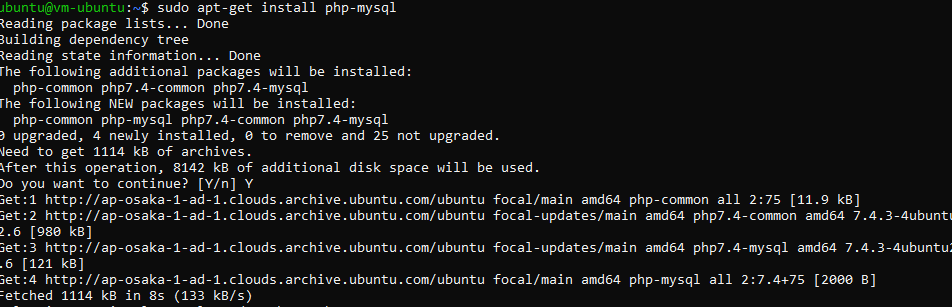 ubuntu@vm-ubuntu:~$ sudo apt-get install php-mysql
Reading package lists... Done
Building dependency tree
Reading state information... Done
The following additional packages will be installed:
  php-common php7.4-common php7.4-mysql
The following NEW packages will be installed:
  php-common php-mysql php7.4-common php7.4-mysql
0 upgraded, 4 newly installed, 0 to remove and 25 not upgraded.
Need to get 1114 kB of archives.
After this operation, 8142 kB of additional disk space will be used.
Do you want to continue? [Y/n] Y
Get:1 http://ap-osaka-1-ad-1.clouds.archive.ubuntu.com/ubuntu focal/main amd64 php-common all 2:75 [11.9 kB]
Get:2 http://ap-osaka-1-ad-1.clouds.archive.ubuntu.com/ubuntu focal-updates/main amd64 php7.4-common amd64 7.4.3-4ubuntu
2.6 [980 kB]
Get:3 http://ap-osaka-1-ad-1.clouds.archive.ubuntu.com/ubuntu focal-updates/main amd64 php7.4-mysql amd64 7.4.3-4ubuntu2
.6 [121 kB]
Get:4 http://ap-osaka-1-ad-1.clouds.archive.ubuntu.com/ubuntu focal/main amd64 php-mysql all 2:7.4+75 [2000 B]
Fetched 1114 kB in 8s (133 kB/s)